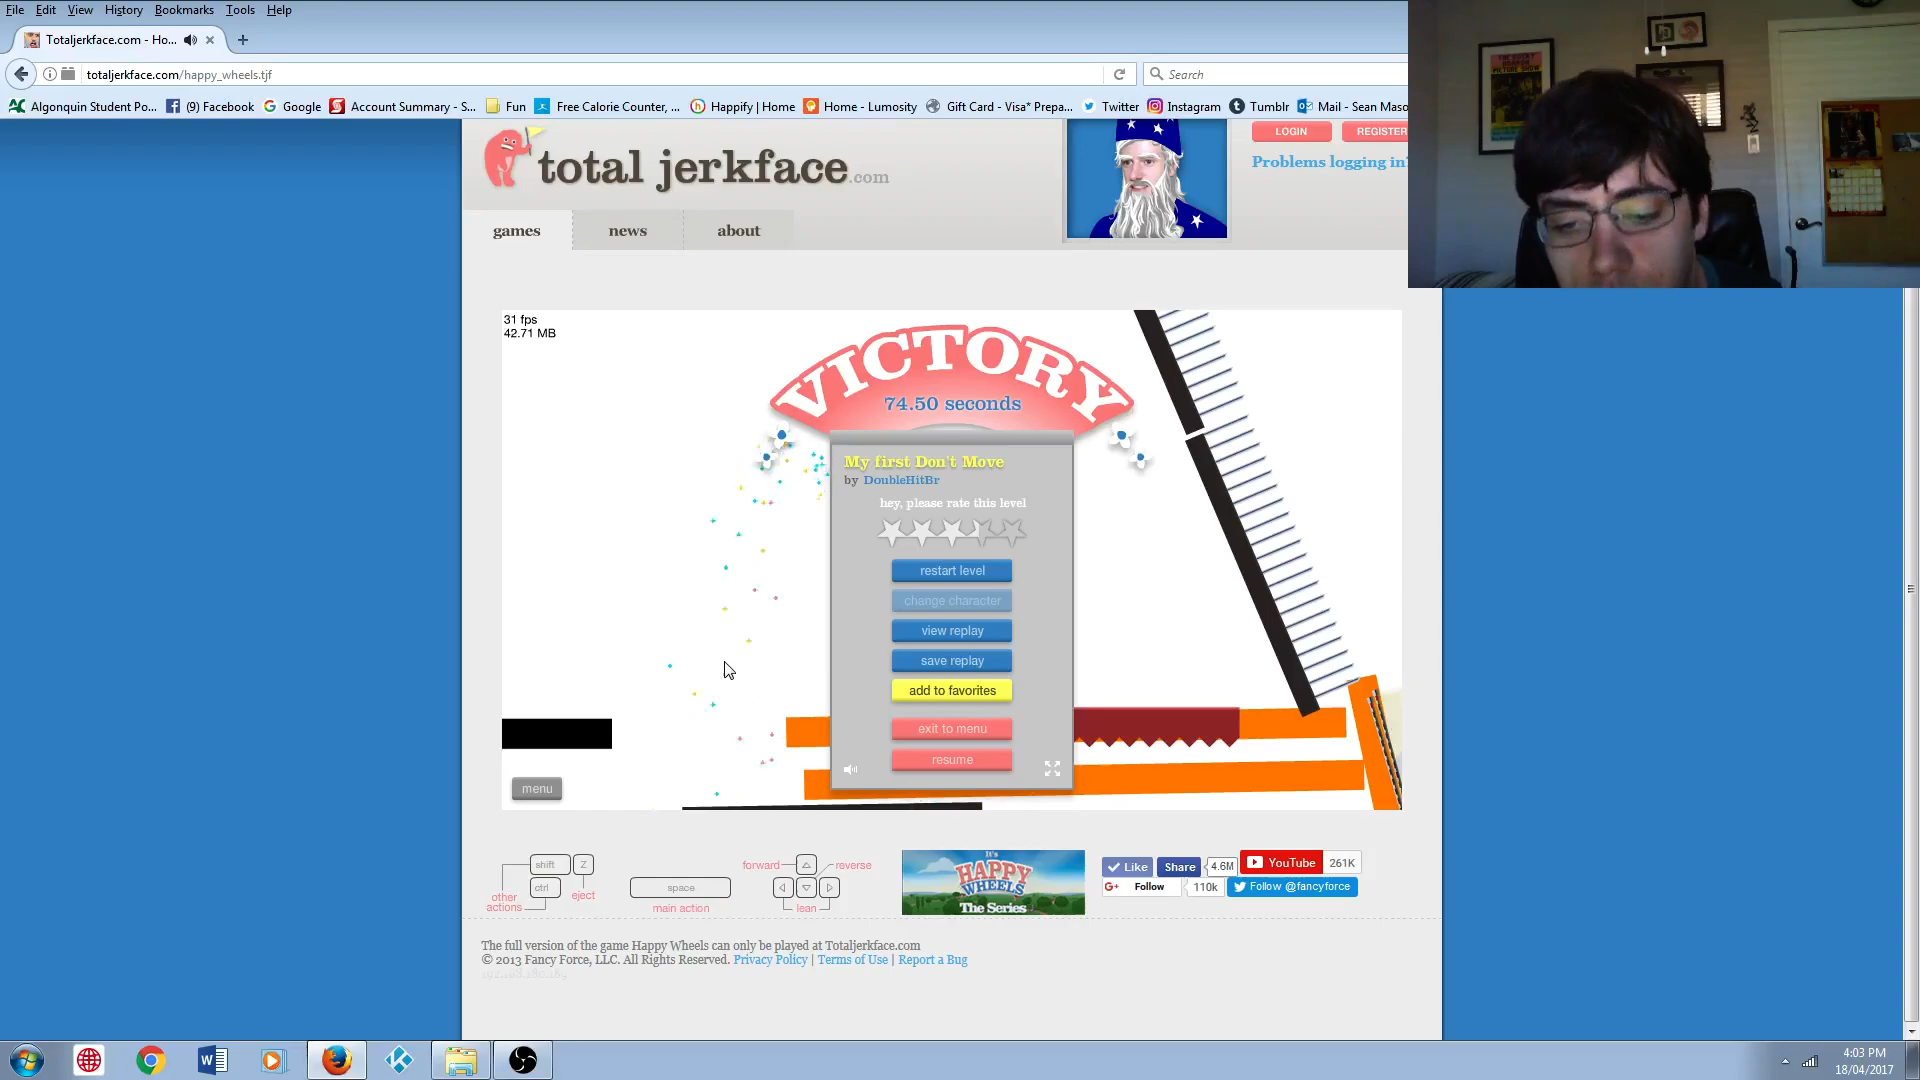 File Edit View History Bookmarks Tools Help
Totaljerkface.com - Ho...
totaljerkface.com/happy_wheels.tjf
Search
Algonquin Student Po... (9) Facebook Google Account Summary - S... Fun Free Calorie Counter, ... Happify | Home Home - Lumosity Gift Card - Visa* Prepa... Twitter Instagram Tumblr Mail - Sean Maso
total jerkface.com
LOGIN REGISTER
Problems logging in?
games news about
31 fps
42.71 MB
VICTORY
74.50 seconds
My first Don't Move
by DoubleHitBr
hey, please rate this level
restart level
change character
view replay
save replay
add to favorites
exit to menu
resume
menu
shift Z
ctrl
other actions
eject
space
main action
forward reverse
lean
IT'S
HAPPY
WHEELS
The Series
Like Share 4.6M YouTube 261K
Follow 110k Follow @fancyforce
The full version of the game Happy Wheels can only be played at Totaljerkface.com
© 2013 Fancy Force, LLC. All Rights Reserved. Privacy Policy | Terms of Use | Report a Bug
4:03 PM
18/04/2017